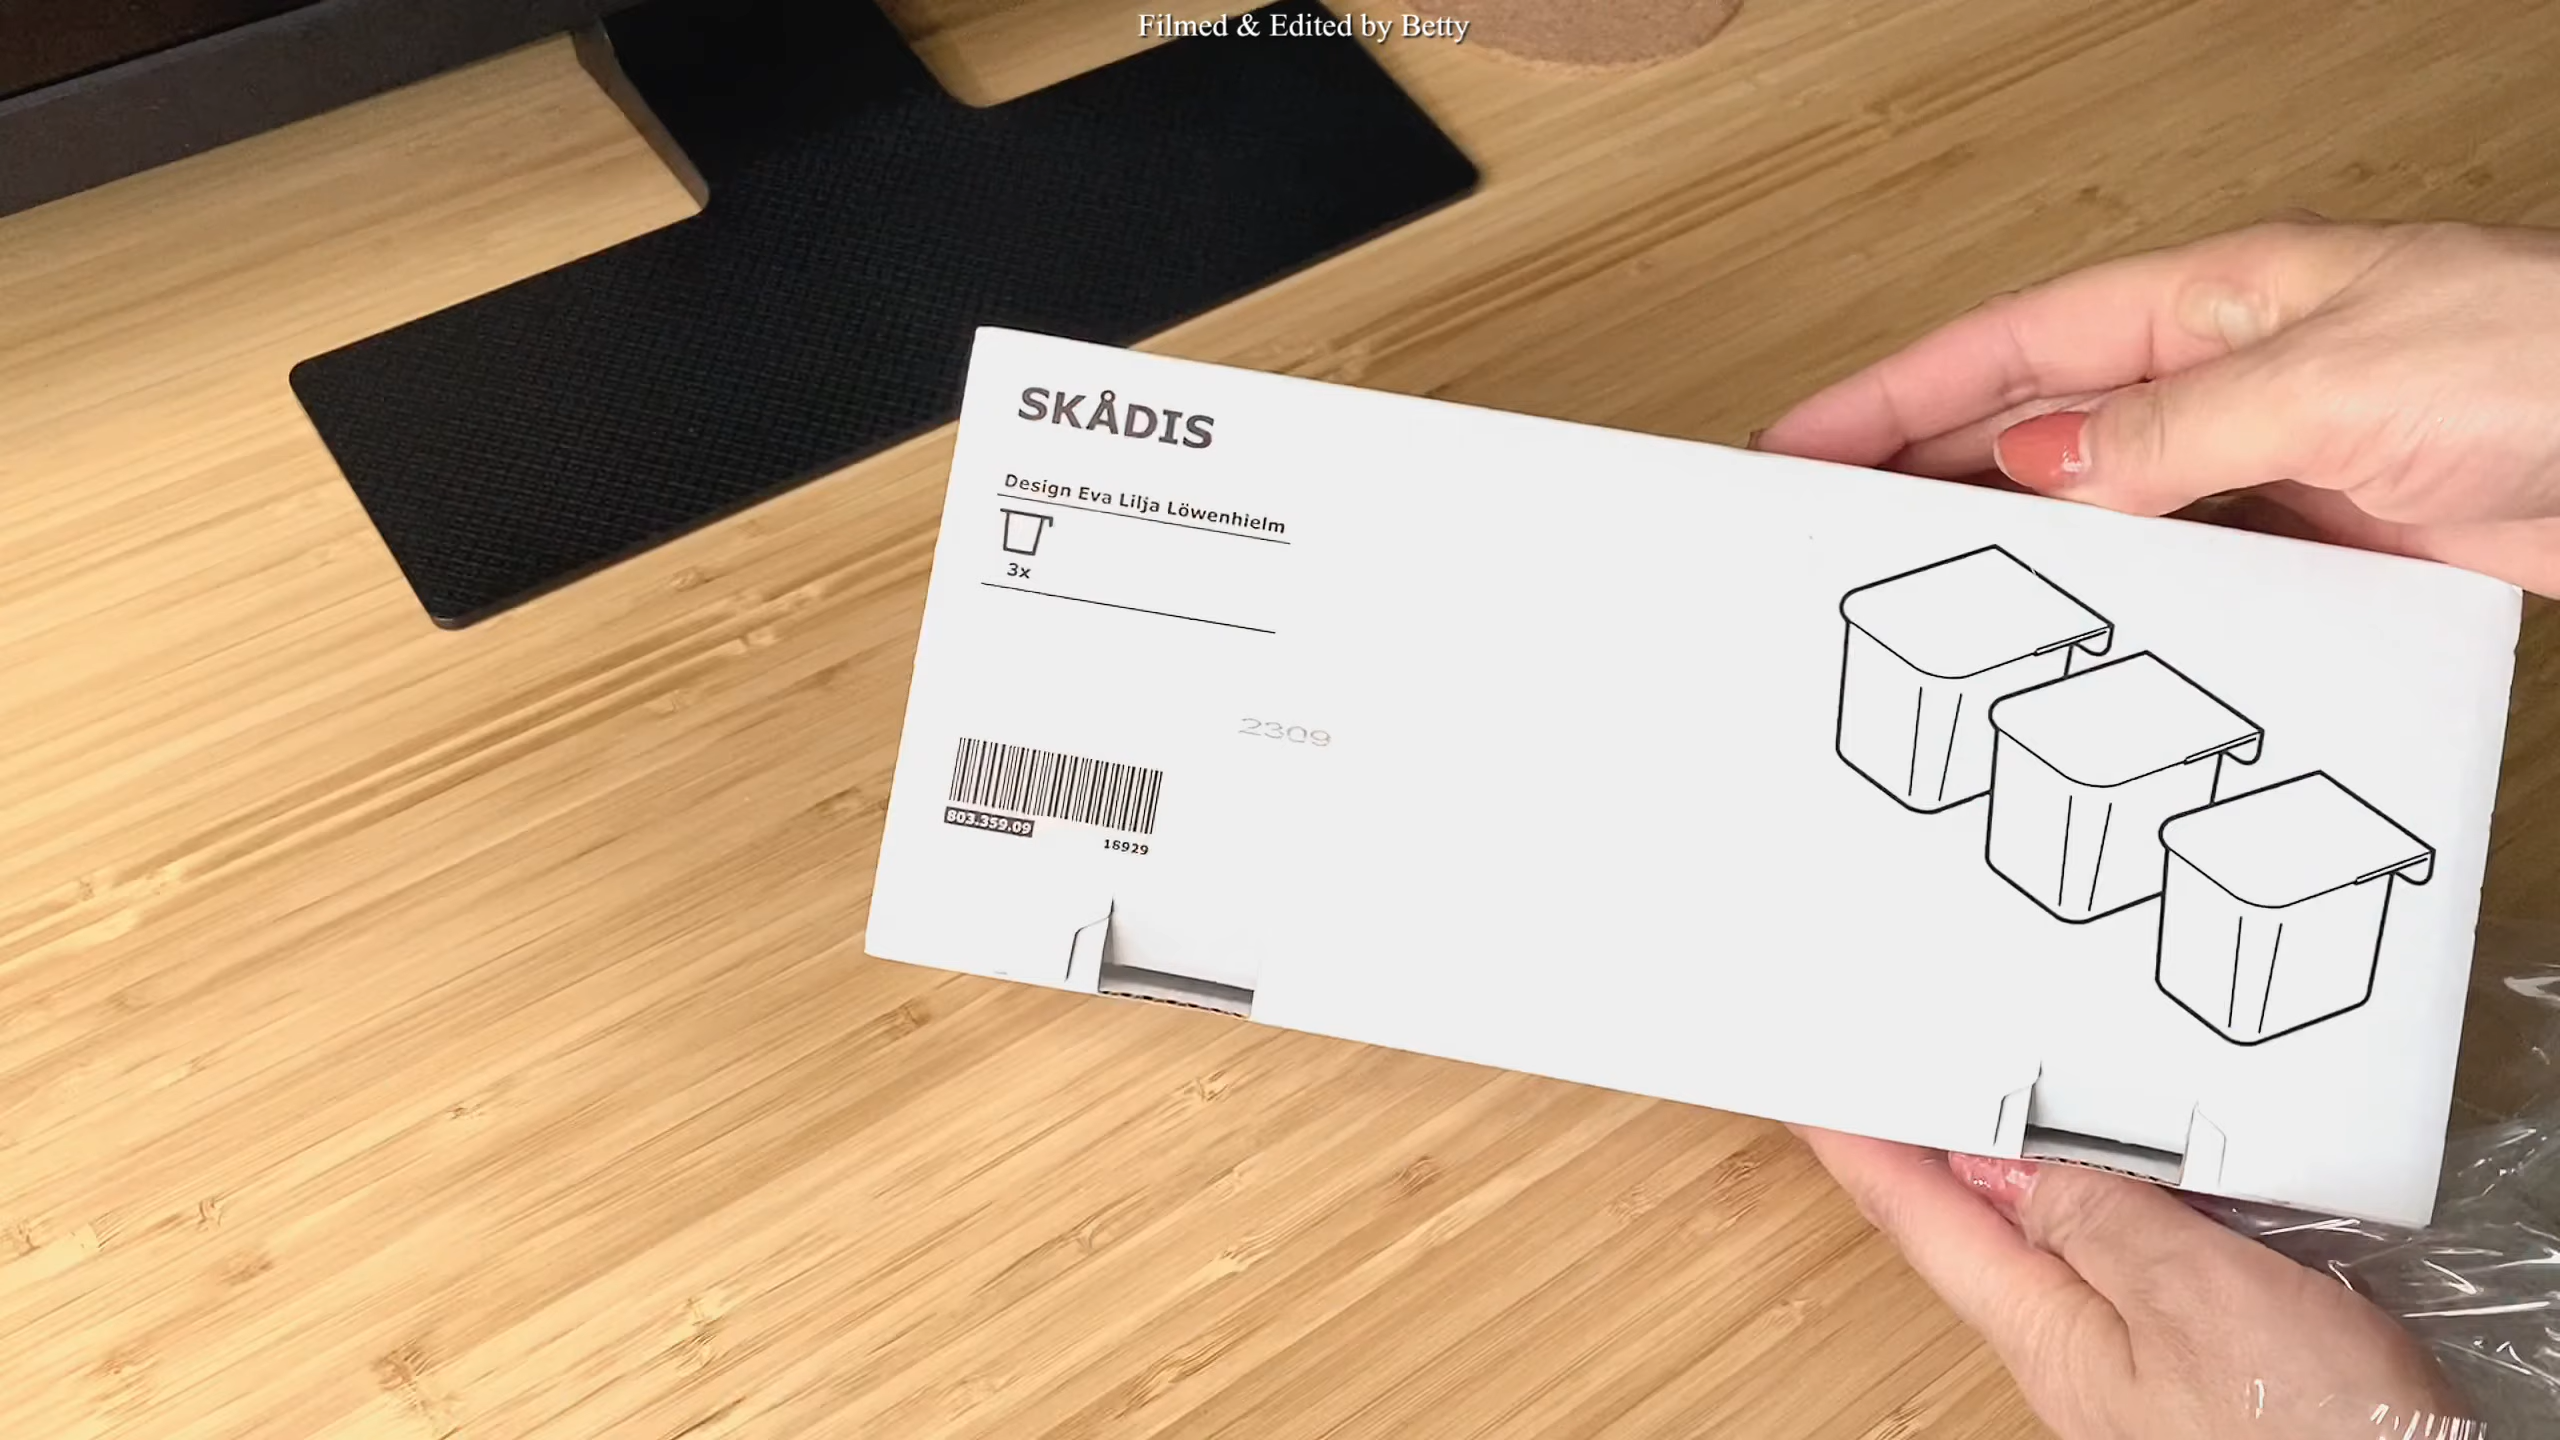 Filmed & Edited by Betty
SKÅDIS
Design Eva Lilja Löwenhielm
3x
2309
803.359.09
18929